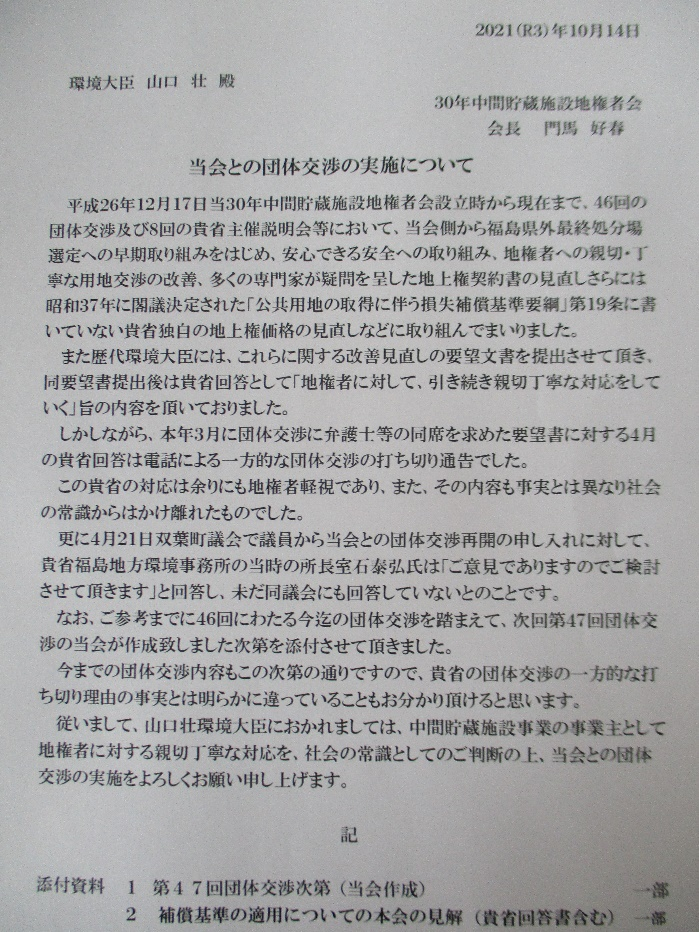 2021(R3)年10月14日
環境大臣 山口 壮 殿
30年中間貯蔵施設地権者会
会長 門馬 好春
当会との団体交渉の実施について
平成26年12月17日当30年中間貯蔵施設地権者会設立時から現在まで、46回の
団体交渉及び8回の貴省主催説明会等において、当会側から福島県外最終処分場
選定への早期取り組みをはじめ、安心できる安全への取り組み、地権者への親切・丁
寧な用地交渉の改善、多くの専門家が疑問を呈した地上権契約書の見直しさらには
昭和37年に閣議決定された「公共用地の取得に伴う損失補償基準要綱」第19条に書
いていない貴省独自の地上権価格の見直しなどに取り組んでまいりました。
また歴代環境大臣には、これらに関する改善見直しの要望文書を提出させて頂き、
同要望書提出後は貴省回答として「地権者に対して、引き続き親切丁寧な対応をして
いく」旨の内容を頂いておりました。
しかしながら、本年3月に団体交渉に弁護士等の同席を求めた要望書に対する4月
の貴省回答は電話による一方的な団体交渉の打ち切り通告でした。
この貴省の対応は余りにも地権者軽視であり、また、その内容も事実とは異なり社会
の常識からはかけ離れたものでした。
更に4月21日双葉町議会で議員から当会との団体交渉再開の申し入れに対して、
貴省福島地方環境事務所の当時の所長室石泰弘氏は「ご意見でありますのでご検討
させて頂きます」と回答し、未だ同議会にも回答していないとのことです。
なお、ご参考までに46回にわたる今迄の団体交渉を踏まえて、次回第47回団体交
渉の当会が作成致しました次第を添付させて頂きました。
今までの団体交渉内容もこの次第の通りですので、貴省の団体交渉の一方的な打
ち切り理由の事実とは明らかに違っていることもお分かり頂けると思います。
従いまして、山口壮環境大臣におかれましては、中間貯蔵施設事業の事業主として
地権者に対する親切丁寧な対応を、社会の常識としてのご判断の上、当会との団体
交渉の実施をよろしくお願い申し上げます。
記
添付資料 1 第47回団体交渉次第（当会作成） 一部
2 補償基準の適用についての本会の見解（貴省回答書含む） 一部